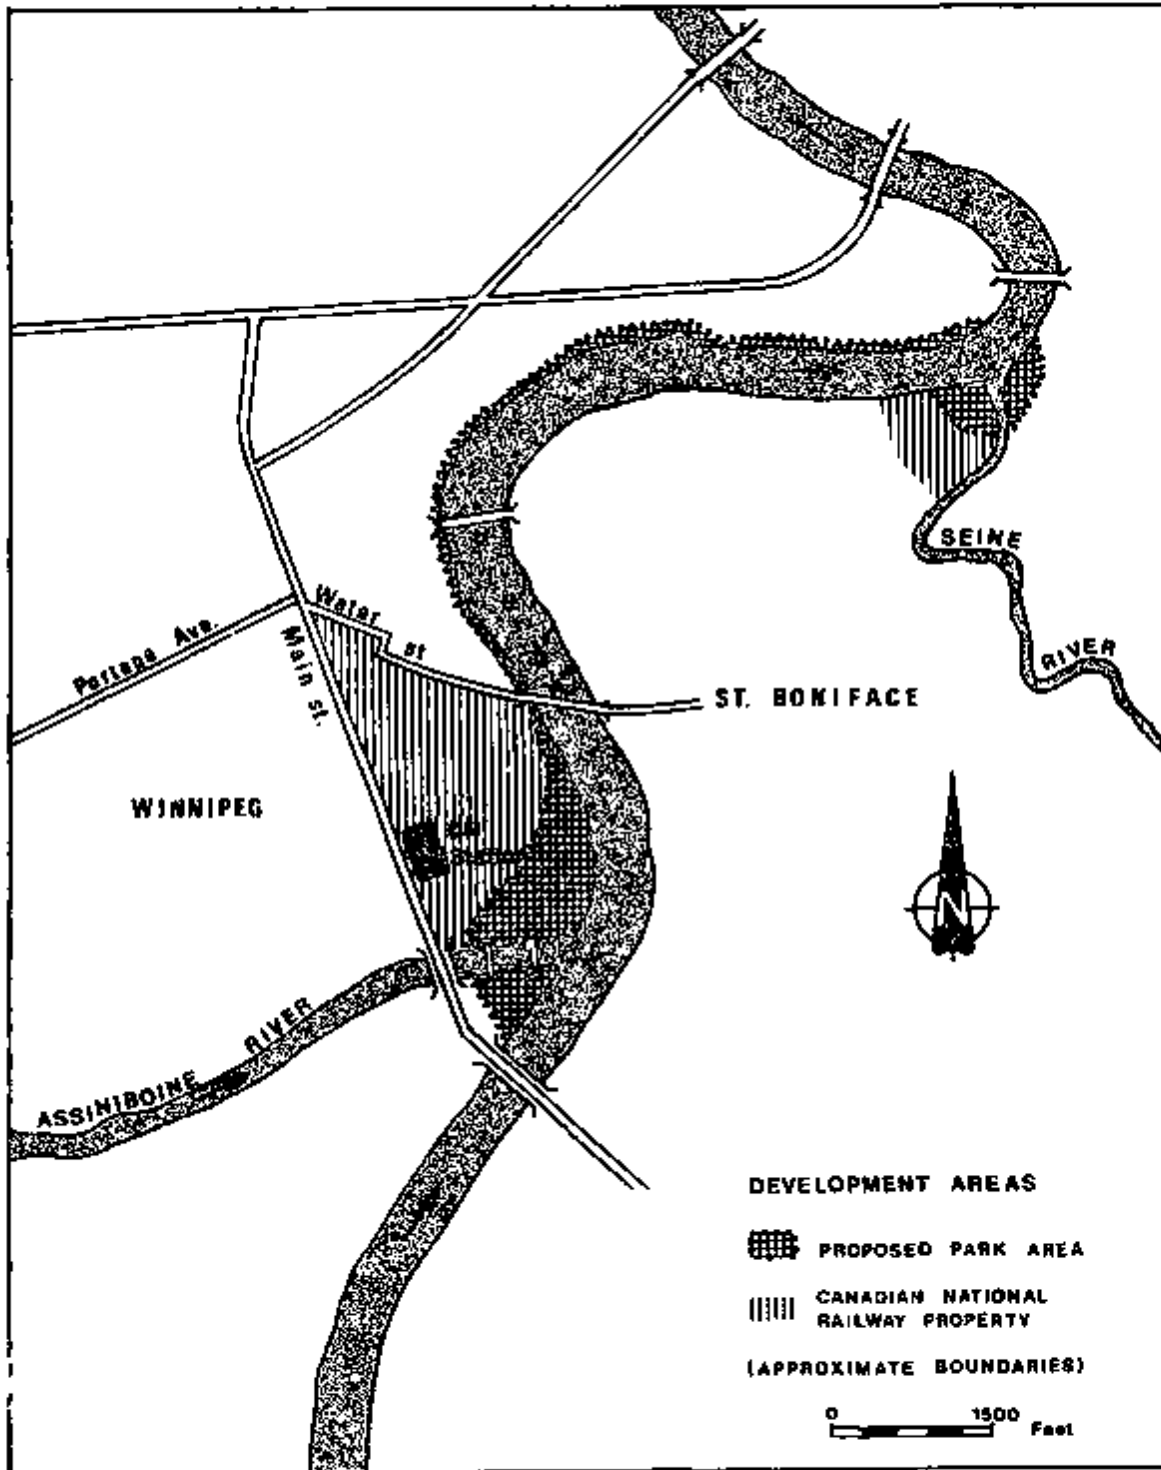 SEINE
RIVER
Water
st
Portage Ave.
Main st.
ST. BONIFACE
WINNIPEG
N
ASSINIBOINE RIVER
DEVELOPMENT AREAS
PROPOSED PARK AREA
CANADIAN NATIONAL
RAILWAY PROPERTY
(APPROXIMATE BOUNDARIES)
0 1500
Feet